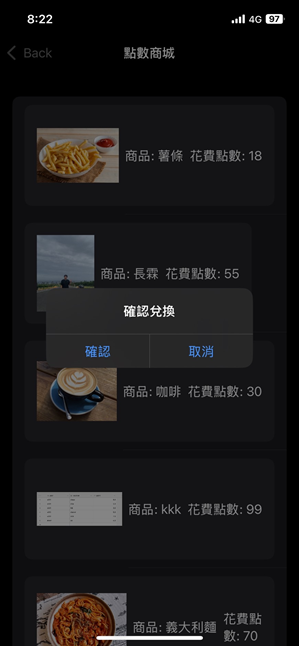 8:22 4G 97
Back 點數商城
商品: 薯條 花費點數: 18
商品: 長霖 花費點數: 55
確認兌換
確認 取消
商品: 咖啡 花費點數: 30
商品: kkk 花費點數: 99
商品: 義大利麵 花費點
數: 70